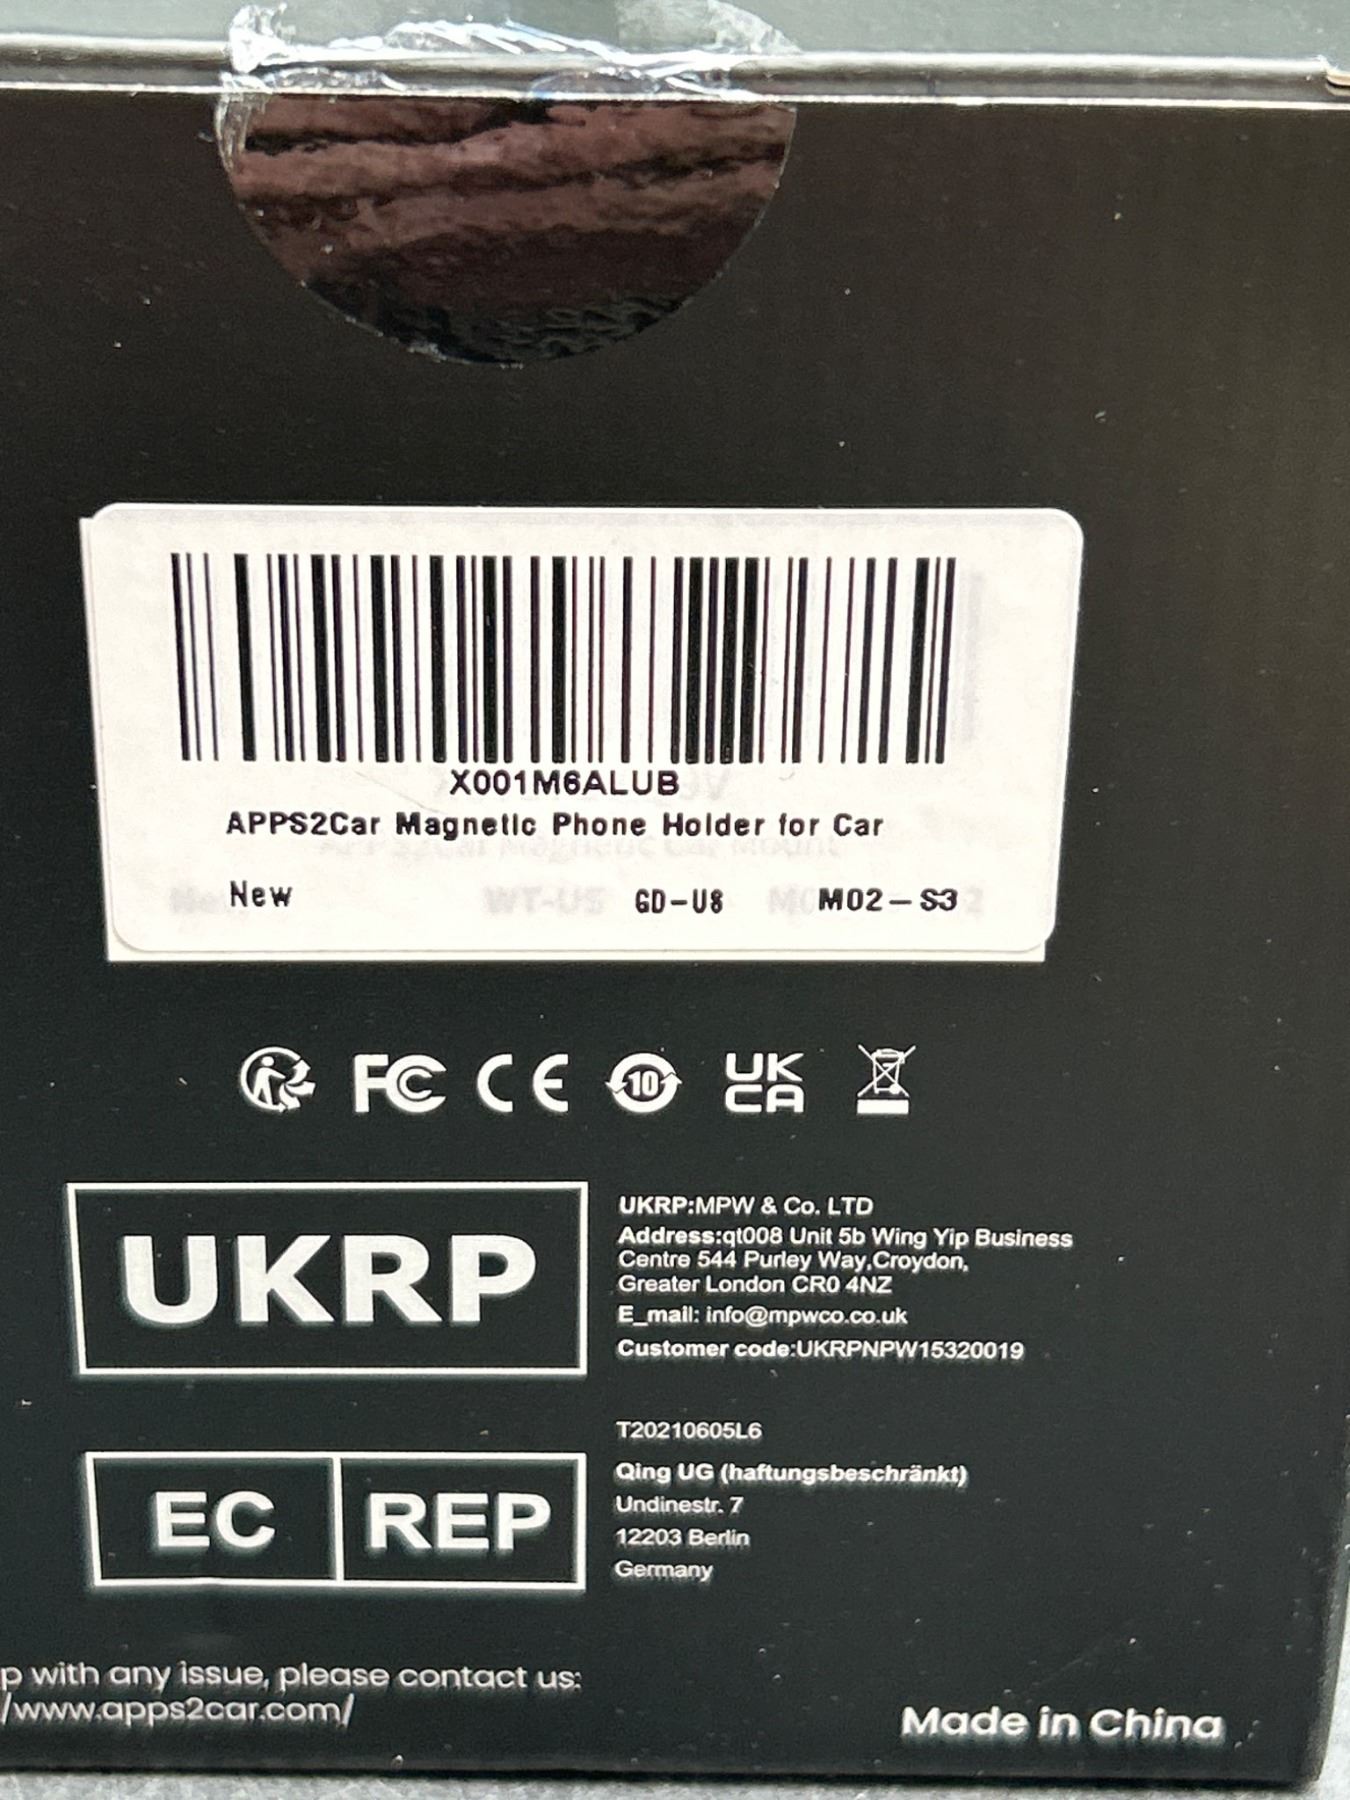 X001M6ALUB
APPS2Car Magnetic Phone Holder for Car
New GD-U8 M02-S3
FC CE 10 UK CA
UKRP
UKRP:MPW & Co. LTD
Address:qt008 Unit 5b Wing Yip Business
Centre 544 Purley Way,Croydon,
Greater London CR0 4NZ
E_mail: info@mpwco.co.uk
Customer code:UKRPNPW15320019
EC REP
T20210605L6
Qing UG (haftungsbeschränkt)
Undinestr. 7
12203 Berlin
Germany
p with any issue, please contact us:
/www.apps2car.com/
Made in China